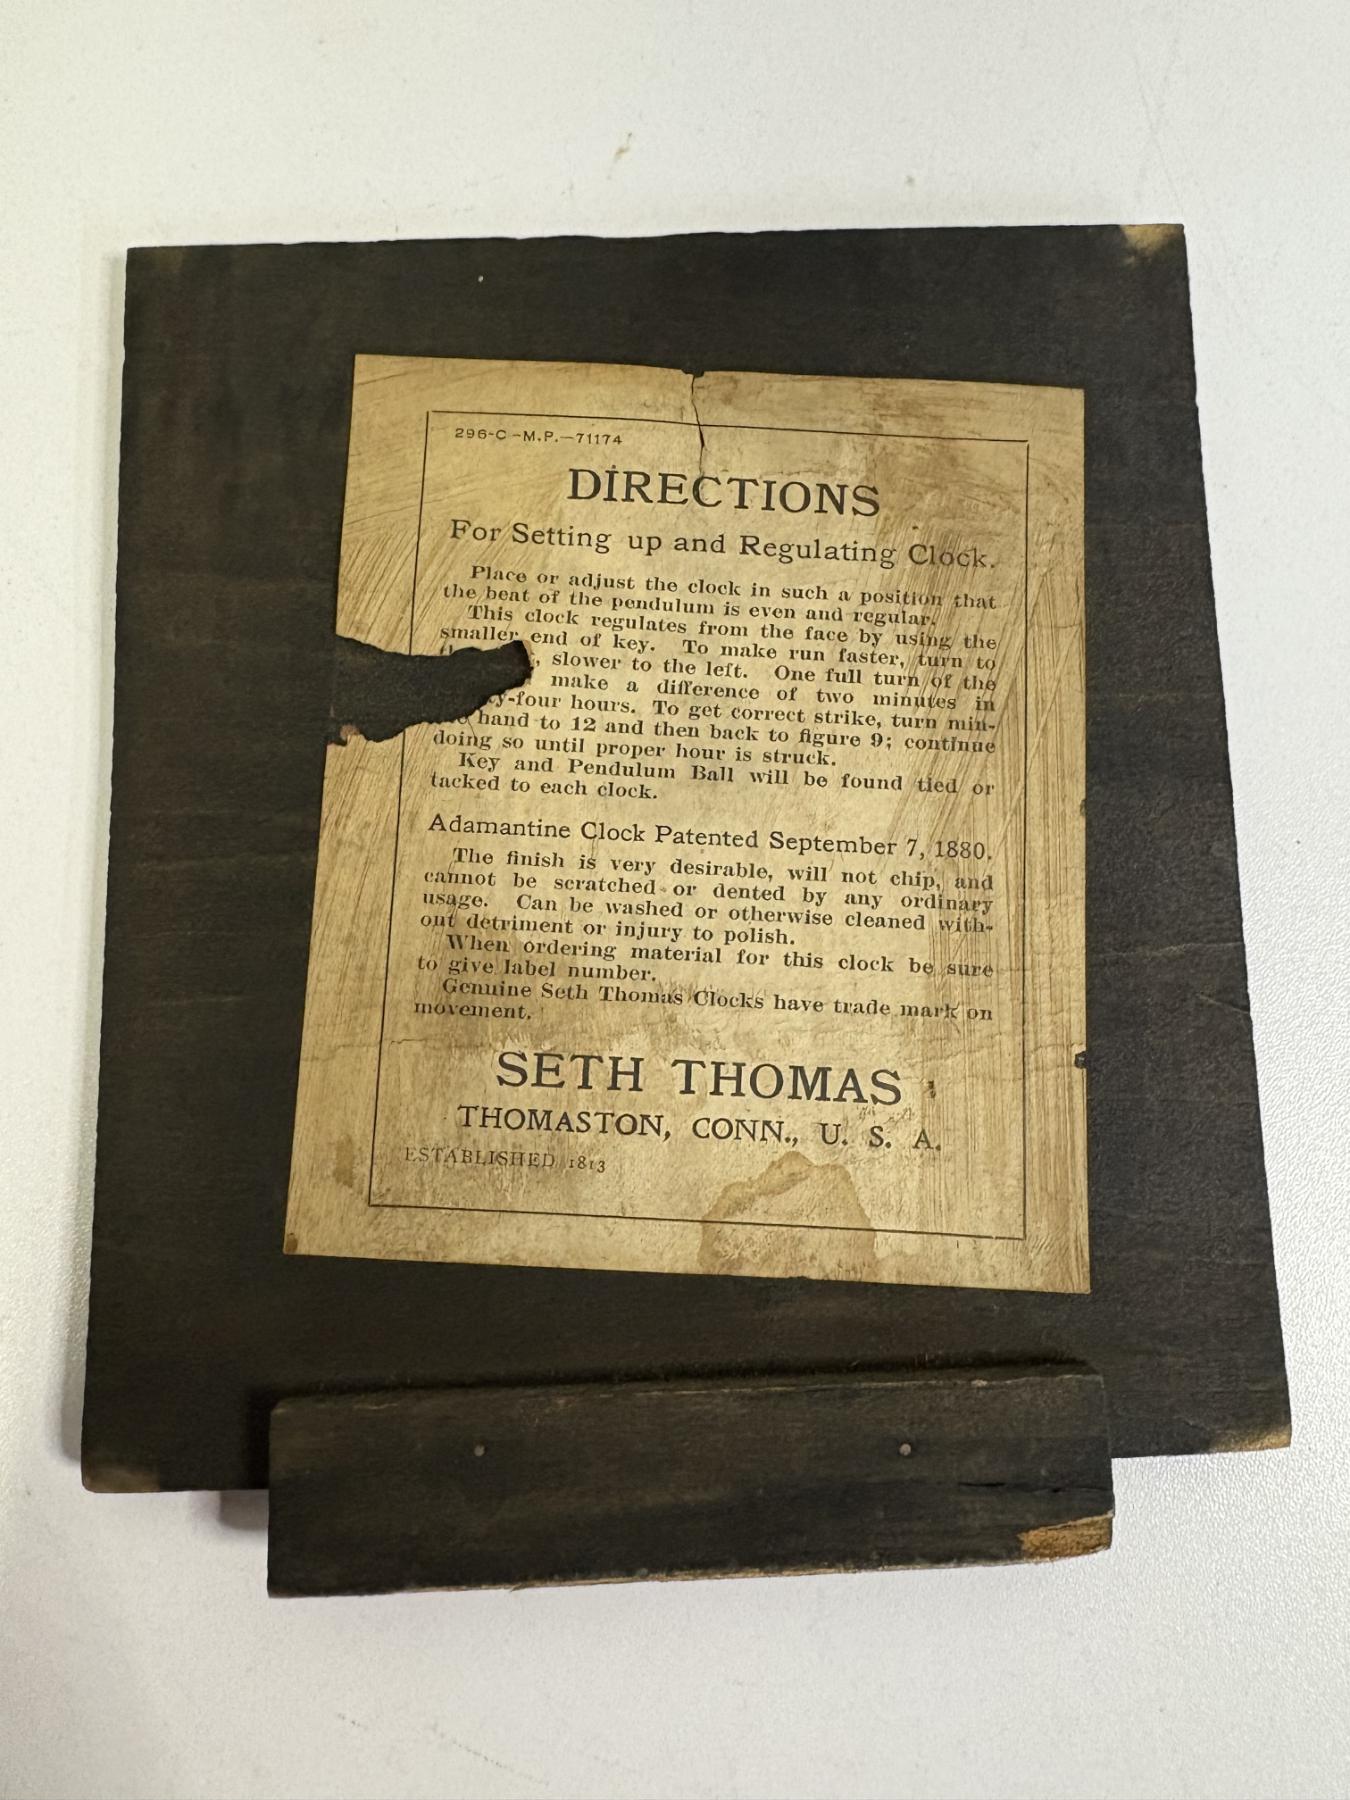 296-C-M.P.-71174
DIRECTIONS
For Setting up and Regulating Clock.
Place or adjust the clock in such a position that
the beat of the pendulum is even and regular.
This clock regulates from the face by using the
smaller end of key. To make run faster, turn to
, slower to the left. One full turn of the
make a difference of two minutes in
y-four hours. To get correct strike, turn min-
hand to 12 and then back to figure 9; continue
doing so until proper hour is struck.
Key and Pendulum Ball will be found tied or
tacked to each clock.
Adamantine Clock Patented September 7, 1880.
The finish is very desirable, will not chip, and
cannot be scratched or dented by any ordinary
usage. Can be washed or otherwise cleaned with-
out detriment or injury to polish.
When ordering material for this clock be sure
to give label number.
Genuine Seth Thomas Clocks have trade mark on
movement.
SETH THOMAS
THOMASTON, CONN., U. S. A.
ESTABLISHED 1813